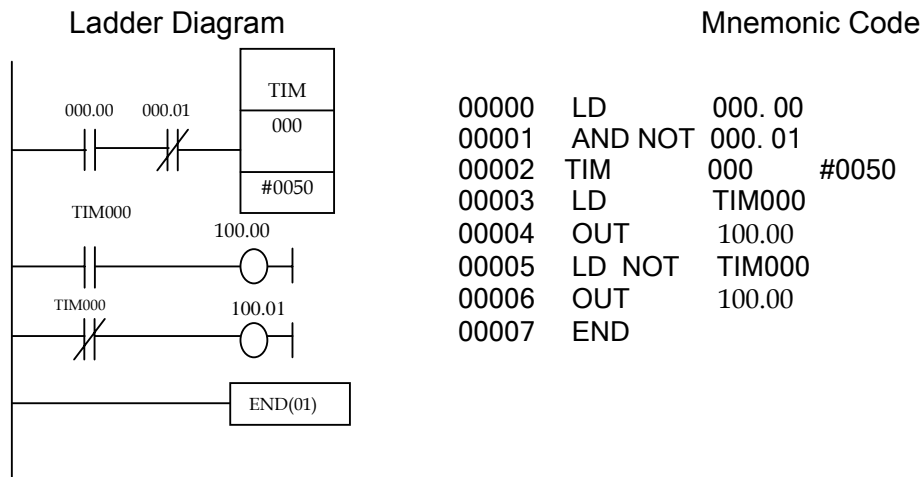 Ladder Diagram
Mnemonic Code
TIM
000.00 000.01
000
#0050
TIM000
100.00
TIM000
100.01
END(01)
00000 LD 000. 00
00001 AND NOT 000. 01
00002 TIM 000 #0050
00003 LD TIM000
00004 OUT 100.00
00005 LD NOT TIM000
00006 OUT 100.00
00007 END